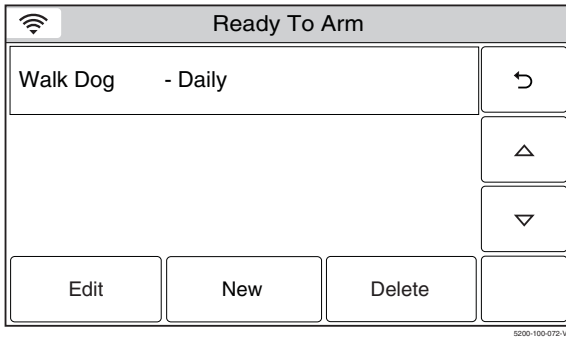 Ready To Arm
Walk Dog - Daily
Edit New Delete
5200-100-072-V